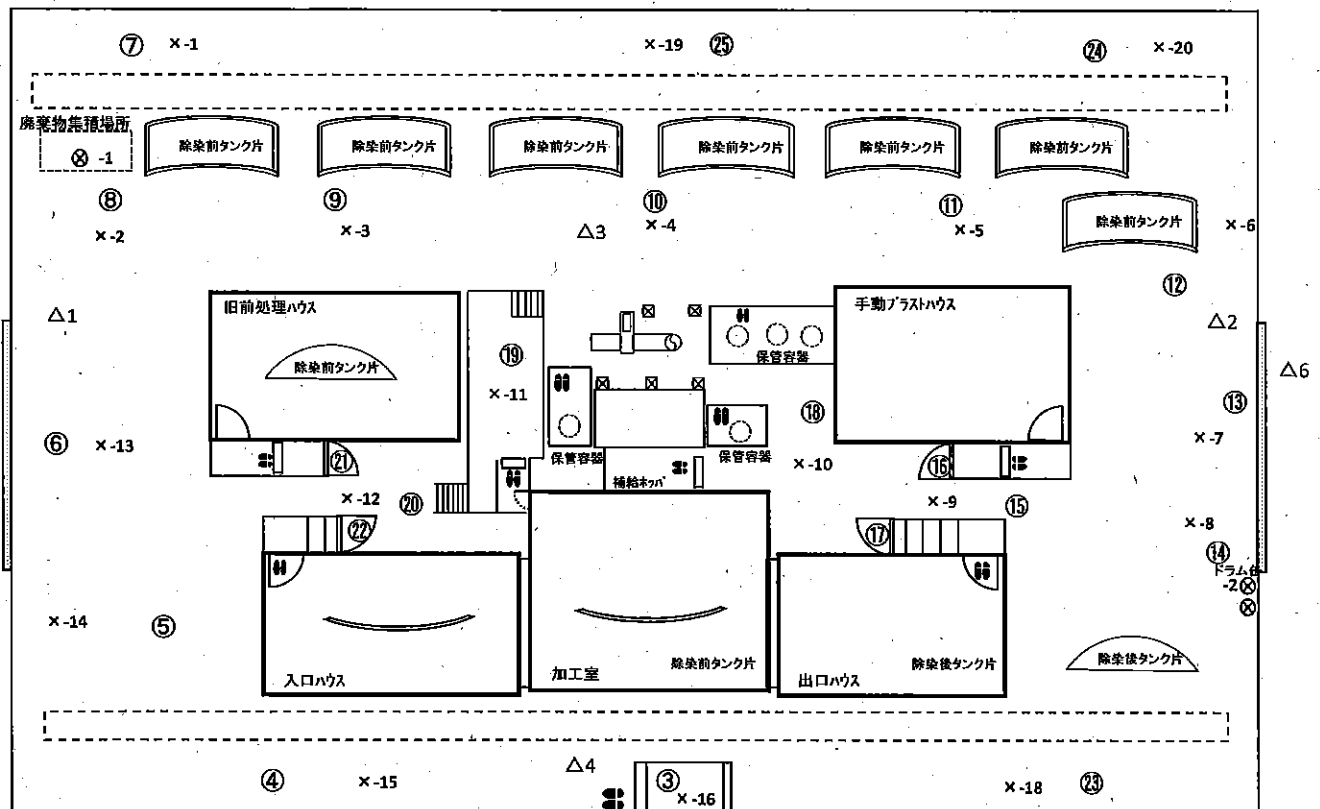 ⑦ ×-1 ×-19 ㉕ ㉔ ×-20
廃棄物集積場所
⊗ -1
除染前タンク片 除染前タンク片 除染前タンク片 除染前タンク片 除染前タンク片 除染前タンク片
⑧ ⑨ ⑩ ⑪
×-2 ×-3 △3 ×-4 ×-5
除染前タンク片 ×-6
⑫
△1 △2
旧前処理ハウス
除染前タンク片
⑲
×-11
保管容器
手動ブラストハウス
△6
⑱ ⑬
⑥ ×-13 ×-7
保管容器 保管容器
補給ホッパ
㉑ ×-10 ⑯
×-12 ⑳ ×-9 ⑮
㉒ ⑰ ×-8
⑭
ドラム缶
-2⊗
⊗
×-14 ⑤
入口ハウス
加工室 除染前タンク片
出口ハウス 除染後タンク片
除染後タンク片
④ ×-15 △4 ③ ×-16 ×-18 ㉓